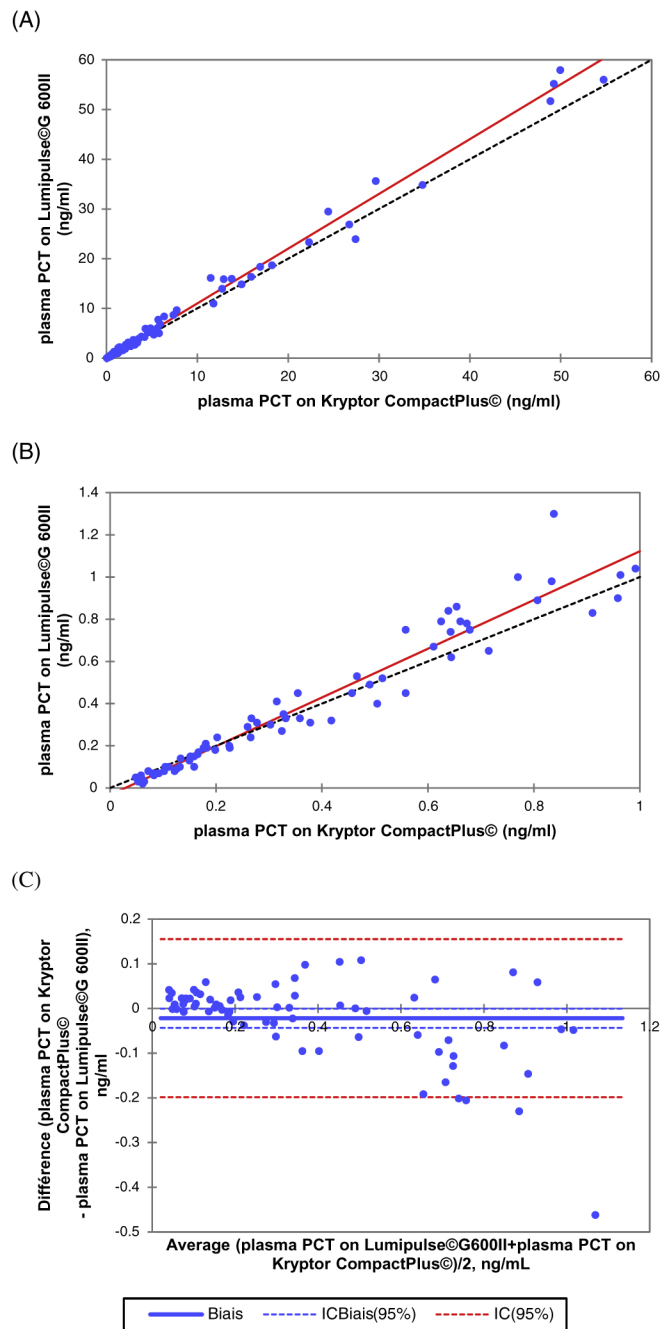 (A)
60
50
40
30
20
10
0
plasma PCT on Lumipulse©G 600II
(ng/ml)
0 10 20 30 40 50 60
plasma PCT on Kryptor CompactPlus© (ng/ml)
(B)
1.4
1.2
1
0.8
0.6
0.4
0.2
0
plasma PCT on Lumipulse©G 600II
(ng/ml)
0 0.2 0.4 0.6 0.8 1
plasma PCT on Kryptor CompactPlus© (ng/ml)
(C)
0.2
0.1
0
-0.1
-0.2
-0.3
-0.4
-0.5
0 0.2 0.4 0.6 0.8 1 1.2
Différence (plasma PCT on Kryptor
CompactPlus©
- plasma PCT on Lumipulse©G 600II),
ng/ml
Average (plasma PCT on Lumipulse©G600II+plasma PCT on
Kryptor CompactPlus©)/2, ng/mL
Biais ICBiais(95%) IC(95%)